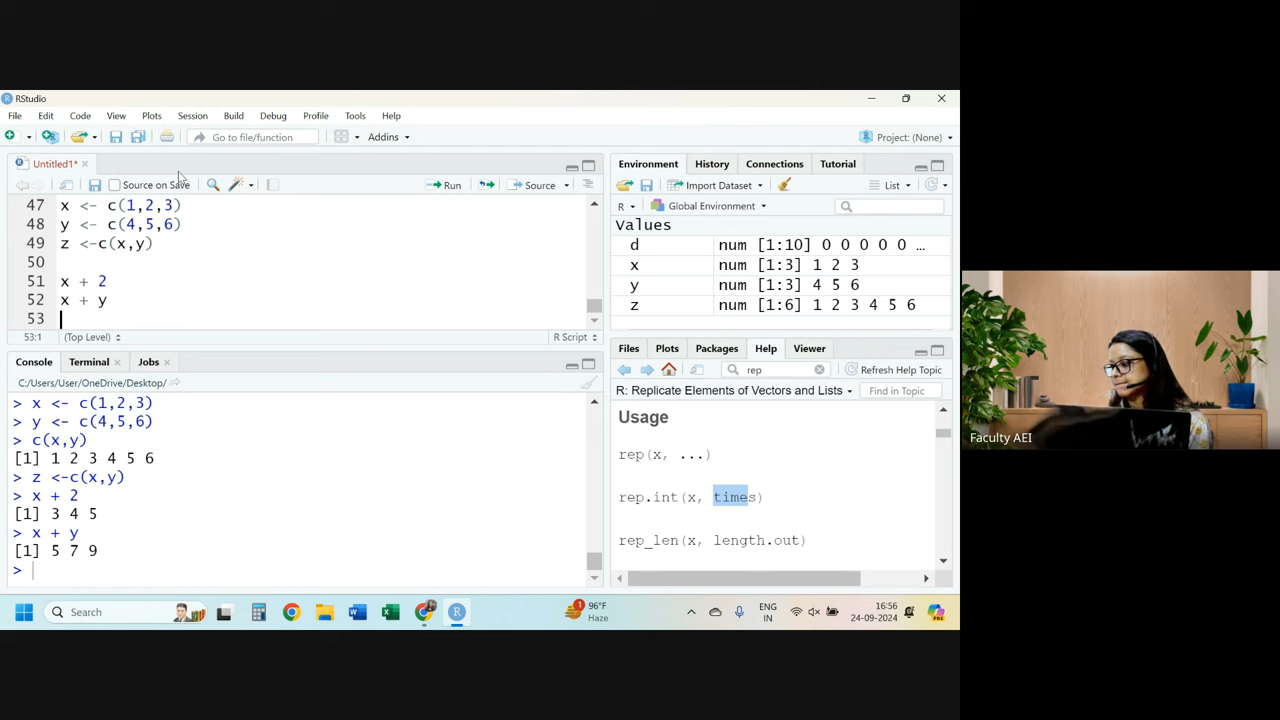 RStudio
File Edit Code View Plots Session Build Debug Profile Tools Help
Go to file/function Addins Project: (None)
Untitled1*
Source on Save Run Source
47 x <- c(1,2,3)
48 y <- c(4,5,6)
49 z <-c(x,y)
50
51 x + 2
52 x + y
53
53:1 (Top Level) R Script
Console Terminal Jobs
C:/Users/User/OneDrive/Desktop/
> x <- c(1,2,3)
> y <- c(4,5,6)
> c(x,y)
[1] 1 2 3 4 5 6
> z <-c(x,y)
> x + 2
[1] 3 4 5
> x + y
[1] 5 7 9
>
Environment History Connections Tutorial
Import Dataset List
R Global Environment
Values
d num [1:10] 0 0 0 0 0 ...
x num [1:3] 1 2 3
y num [1:3] 4 5 6
z num [1:6] 1 2 3 4 5 6
Files Plots Packages Help Viewer
rep Refresh Help Topic
R: Replicate Elements of Vectors and Lists Find in Topic
Usage
rep(x, ...)
rep.int(x, times)
rep_len(x, length.out)
Faculty AEI
Search
1
96°F
Haze
ENG
IN
16:56
24-09-2024
PRE